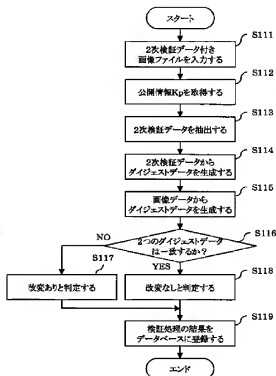 スタート
S111
2次検証データ付き
画像ファイルを入力する
S112
公開情報Kpを取得する
S113
2次検証データを抽出する
S114
2次検証データから
ダイジェストデータを生成する
S115
画像データから
ダイジェストデータを生成する
S116
2つのダイジェストデータ
は一致するか?
NO
YES
S117
改変ありと判定する
S118
改変なしと判定する
S119
検証処理の結果を
データベースに登録する
エンド